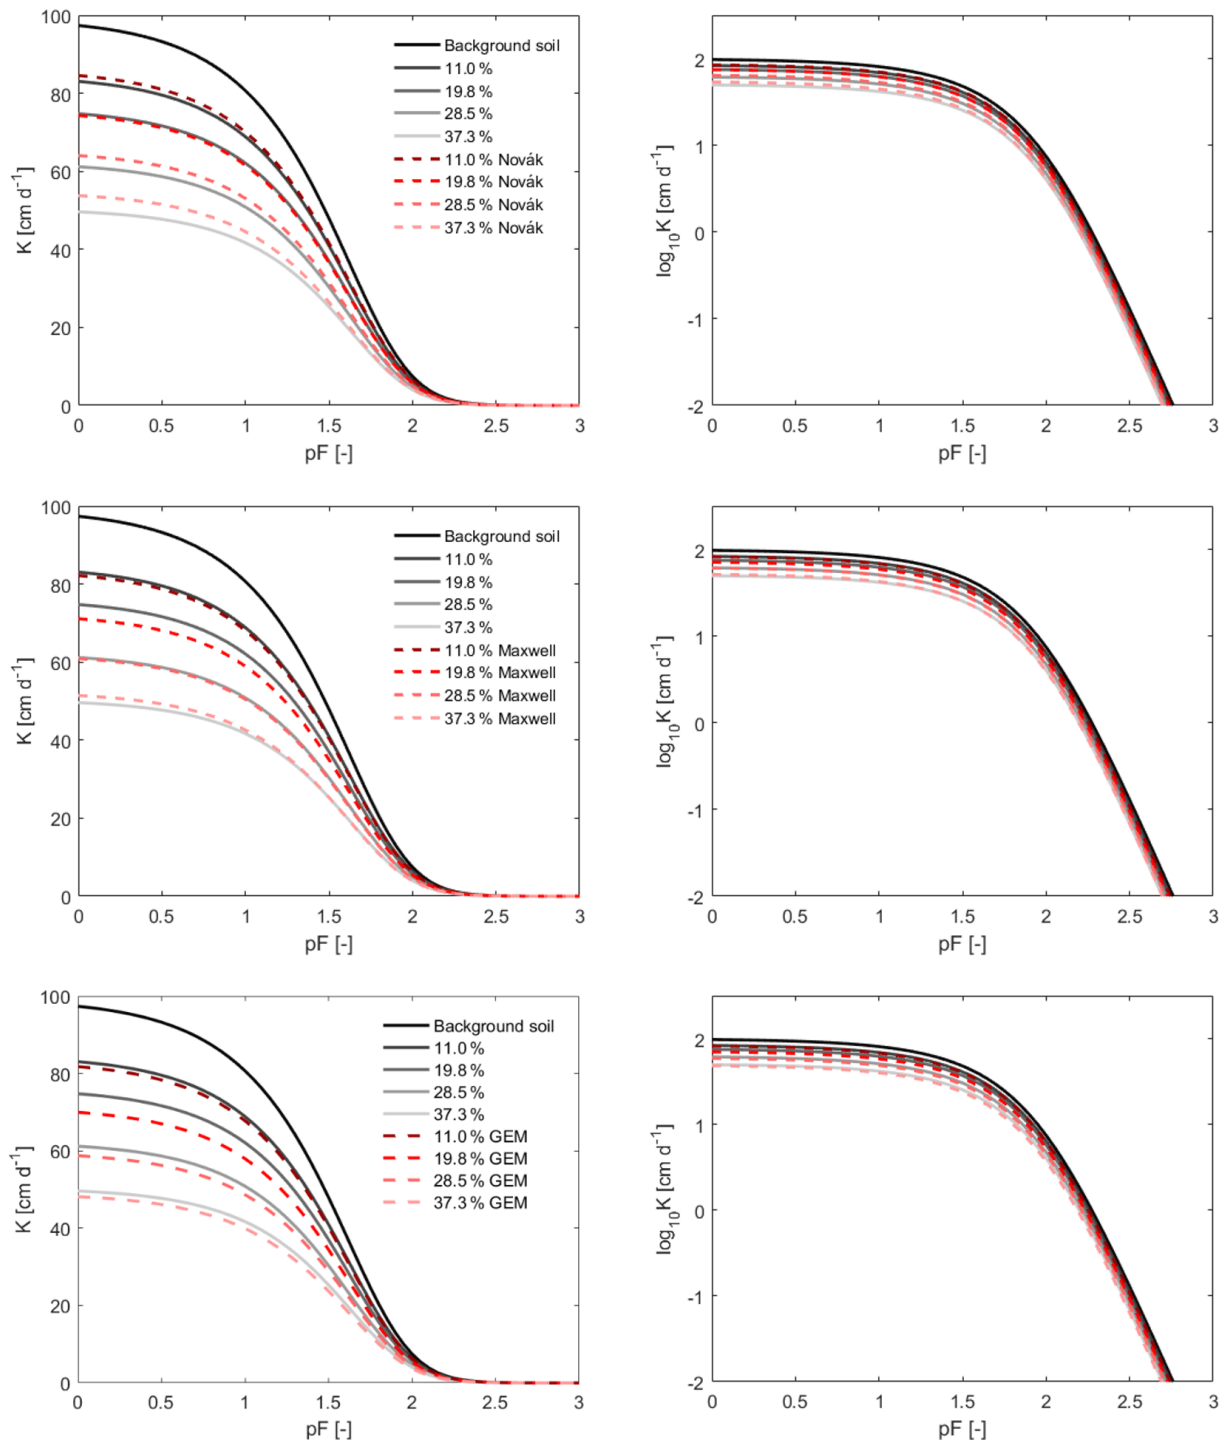 100
80
60
40
20
0
K [cm d⁻¹]
Background soil
11.0 %
19.8 %
28.5 %
37.3 %
11.0 % Novák
19.8 % Novák
28.5 % Novák
37.3 % Novák
0 0.5 1 1.5 2 2.5 3
pF [-]
2
1
0
-1
-2
log₁₀K [cm d⁻¹]
0 0.5 1 1.5 2 2.5 3
pF [-]
100
80
60
40
20
0
K [cm d⁻¹]
Background soil
11.0 %
19.8 %
28.5 %
37.3 %
11.0 % Maxwell
19.8 % Maxwell
28.5 % Maxwell
37.3 % Maxwell
0 0.5 1 1.5 2 2.5 3
pF [-]
2
1
0
-1
-2
log₁₀K [cm d⁻¹]
0 0.5 1 1.5 2 2.5 3
pF [-]
100
80
60
40
20
0
K [cm d⁻¹]
Background soil
11.0 %
19.8 %
28.5 %
37.3 %
11.0 % GEM
19.8 % GEM
28.5 % GEM
37.3 % GEM
0 0.5 1 1.5 2 2.5 3
pF [-]
2
1
0
-1
-2
log₁₀K [cm d⁻¹]
0 0.5 1 1.5 2 2.5 3
pF [-]